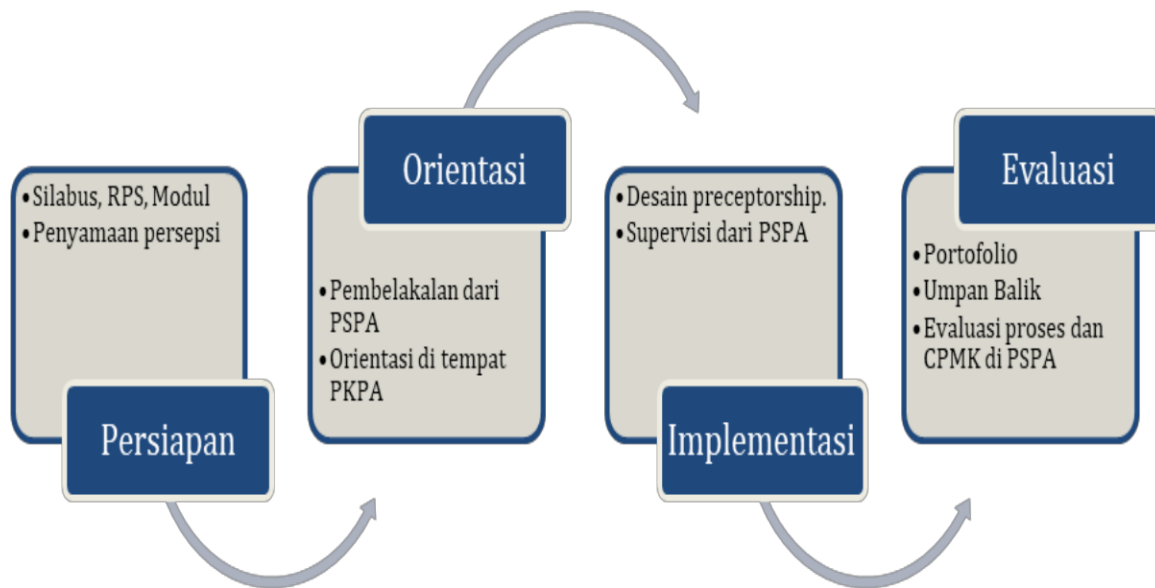 • Silabus, RPS, Modul
• Penyamaan persepsi
Persiapan
Orientasi
• Pembelakalan dari
PSPA
• Orientasi di tempat
PKPA
• Desain preceptorship.
• Supervisi dari PSPA
Implementasi
Evaluasi
• Portofolio
• Umpan Balik
• Evaluasi proses dan
CPMK di PSPA